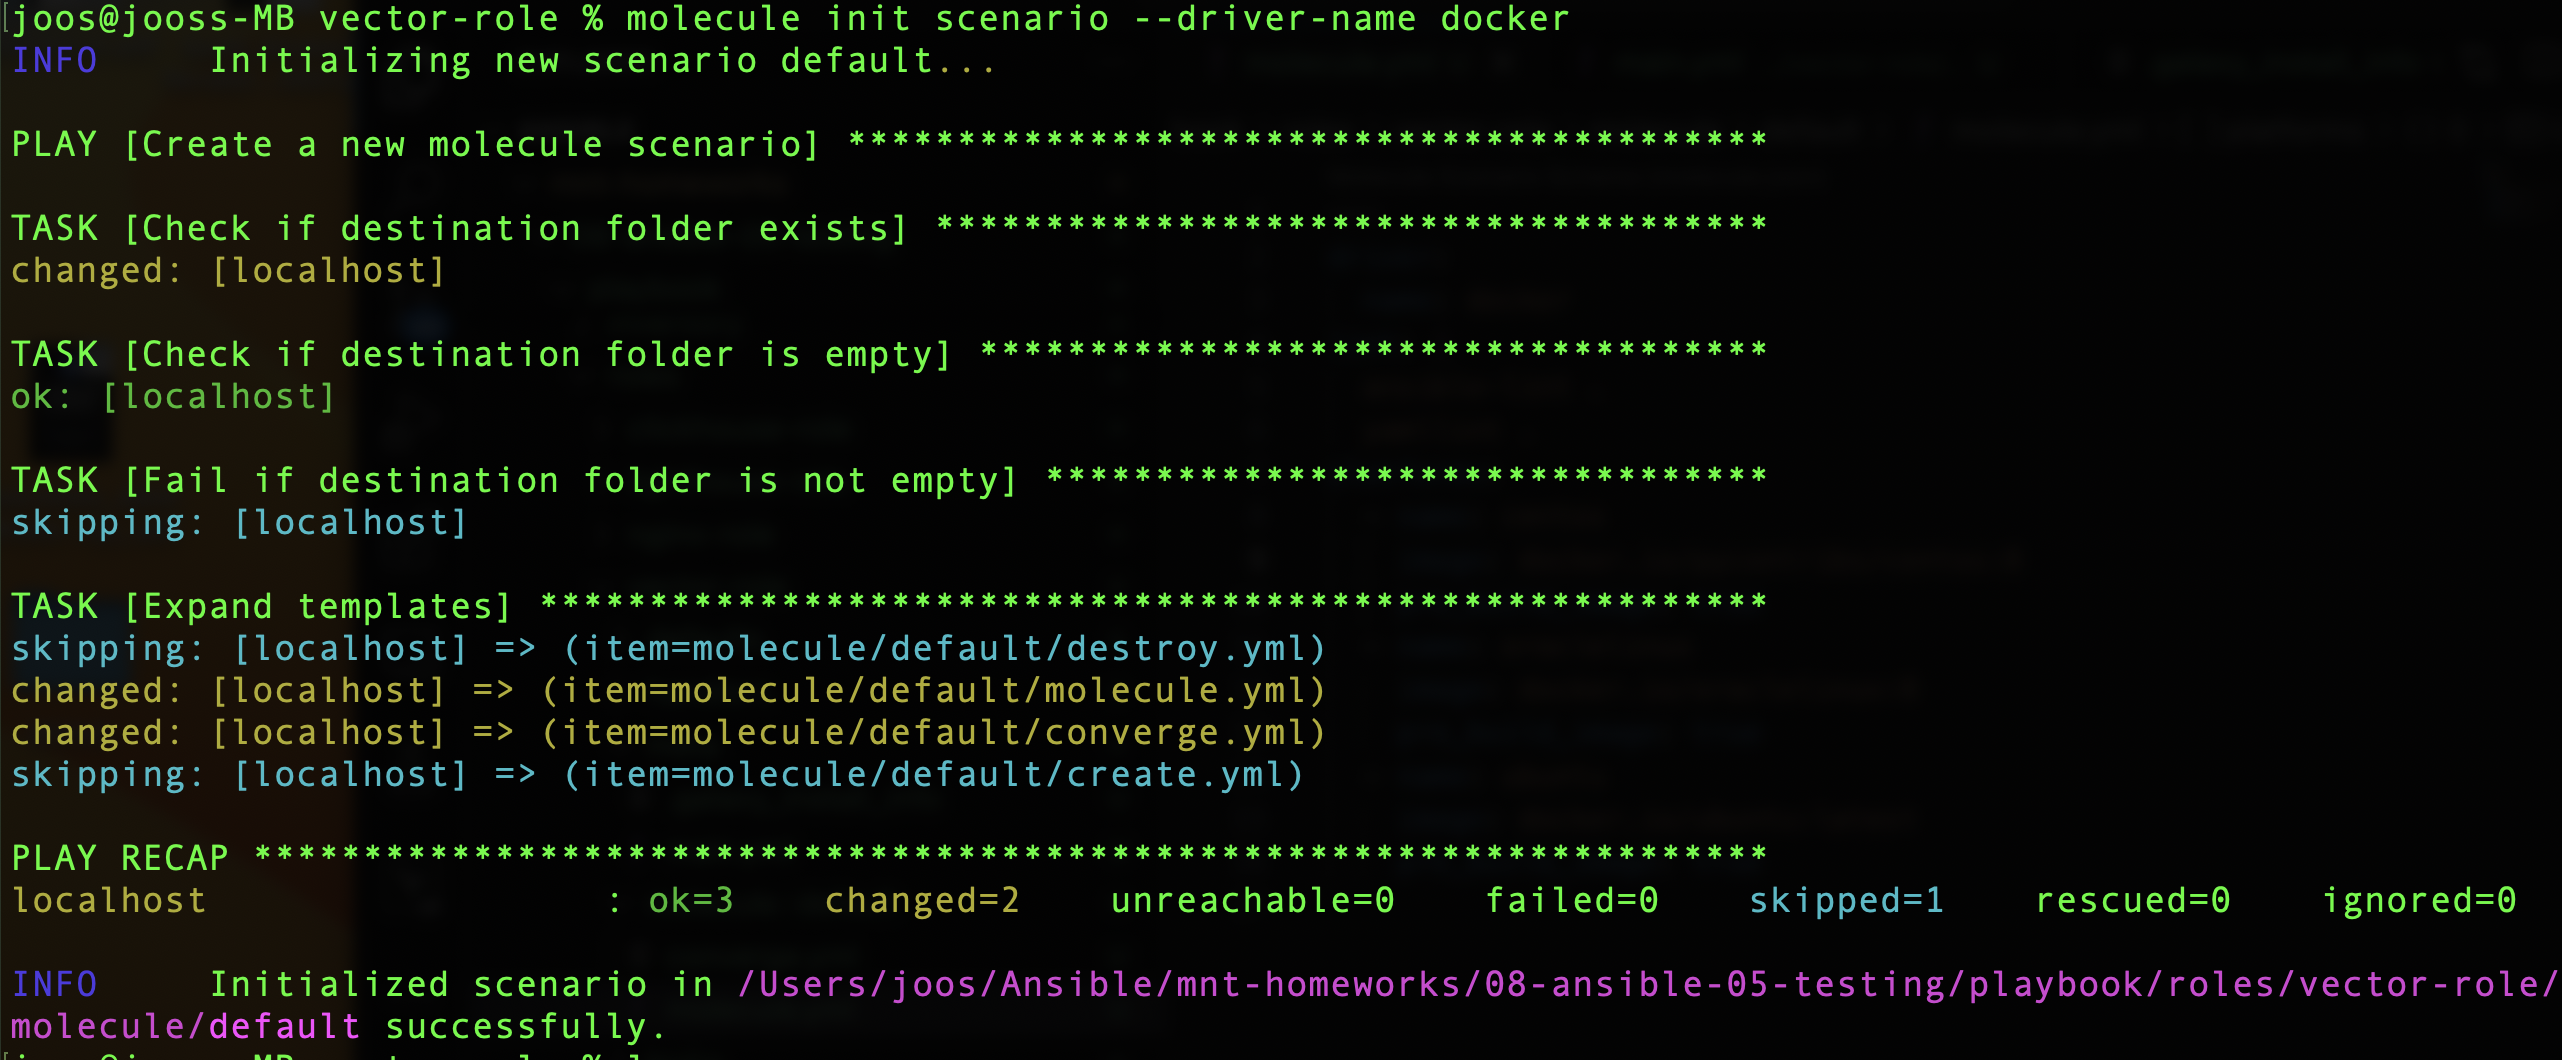 joos@jooss-MB vector-role % molecule init scenario --driver-name docker
INFO     Initializing new scenario default...

PLAY [Create a new molecule scenario] ******************************************

TASK [Check if destination folder exists] **************************************
changed: [localhost]

TASK [Check if destination folder is empty] ************************************
ok: [localhost]

TASK [Fail if destination folder is not empty] *********************************
skipping: [localhost]

TASK [Expand templates] ********************************************************
skipping: [localhost] => (item=molecule/default/destroy.yml)
changed: [localhost] => (item=molecule/default/molecule.yml)
changed: [localhost] => (item=molecule/default/converge.yml)
skipping: [localhost] => (item=molecule/default/create.yml)

PLAY RECAP *********************************************************************
localhost                  : ok=3    changed=2    unreachable=0    failed=0    skipped=1    rescued=0    ignored=0

INFO     Initialized scenario in /Users/joos/Ansible/mnt-homeworks/08-ansible-05-testing/playbook/roles/vector-role/
molecule/default successfully.